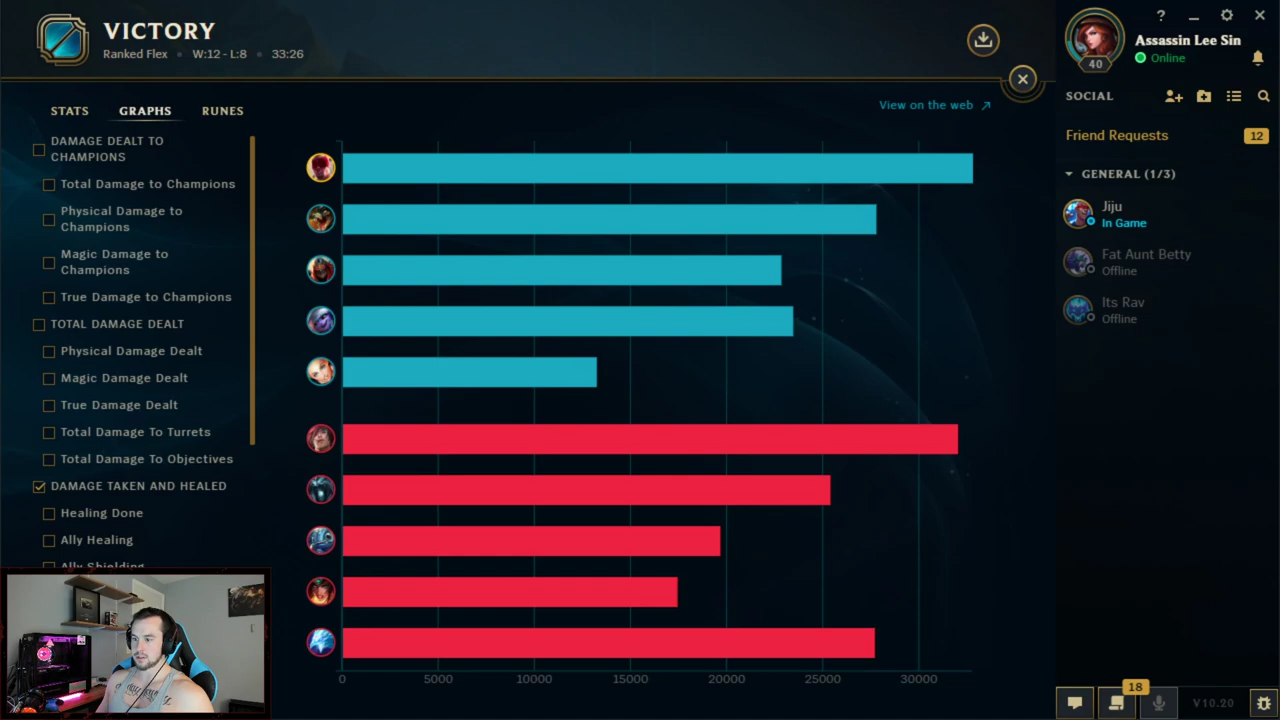 VICTORY
Ranked Flex • W:12 - L:8 • 33:26
STATS
GRAPHS
RUNES
View on the web
DAMAGE DEALT TO
CHAMPIONS
Total Damage to Champions
Physical Damage to
Champions
Magic Damage to
Champions
True Damage to Champions
TOTAL DAMAGE DEALT
Physical Damage Dealt
Magic Damage Dealt
True Damage Dealt
Total Damage To Turrets
Total Damage To Objectives
DAMAGE TAKEN AND HEALED
Healing Done
Ally Healing
Ally Shielding
0
5000
10000
15000
20000
25000
30000
40
Assassin Lee Sin
Online
SOCIAL
Friend Requests
12
GENERAL (1/3)
Jiju
In Game
Fat Aunt Betty
Offline
Its Rav
Offline
18
V10.20